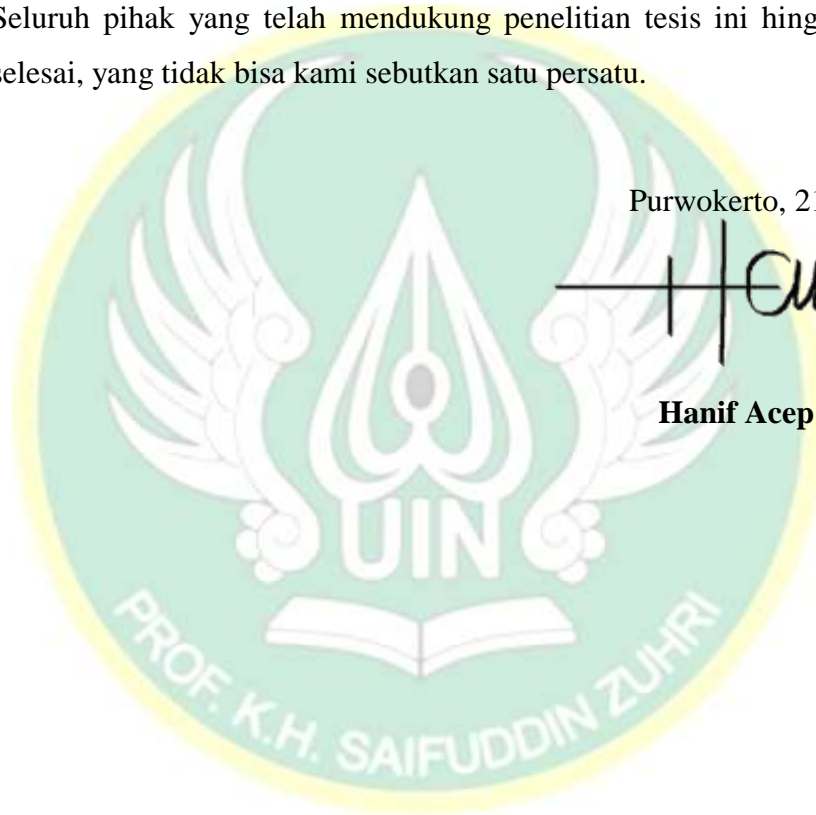 Seluruh pihak yang telah mendukung penelitian tesis ini hing
selesai, yang tidak bisa kami sebutkan satu persatu.
Purwokerto, 21
Hanif Acep
UIN
PROF. K.H. SAIFUDDIN ZUHRI